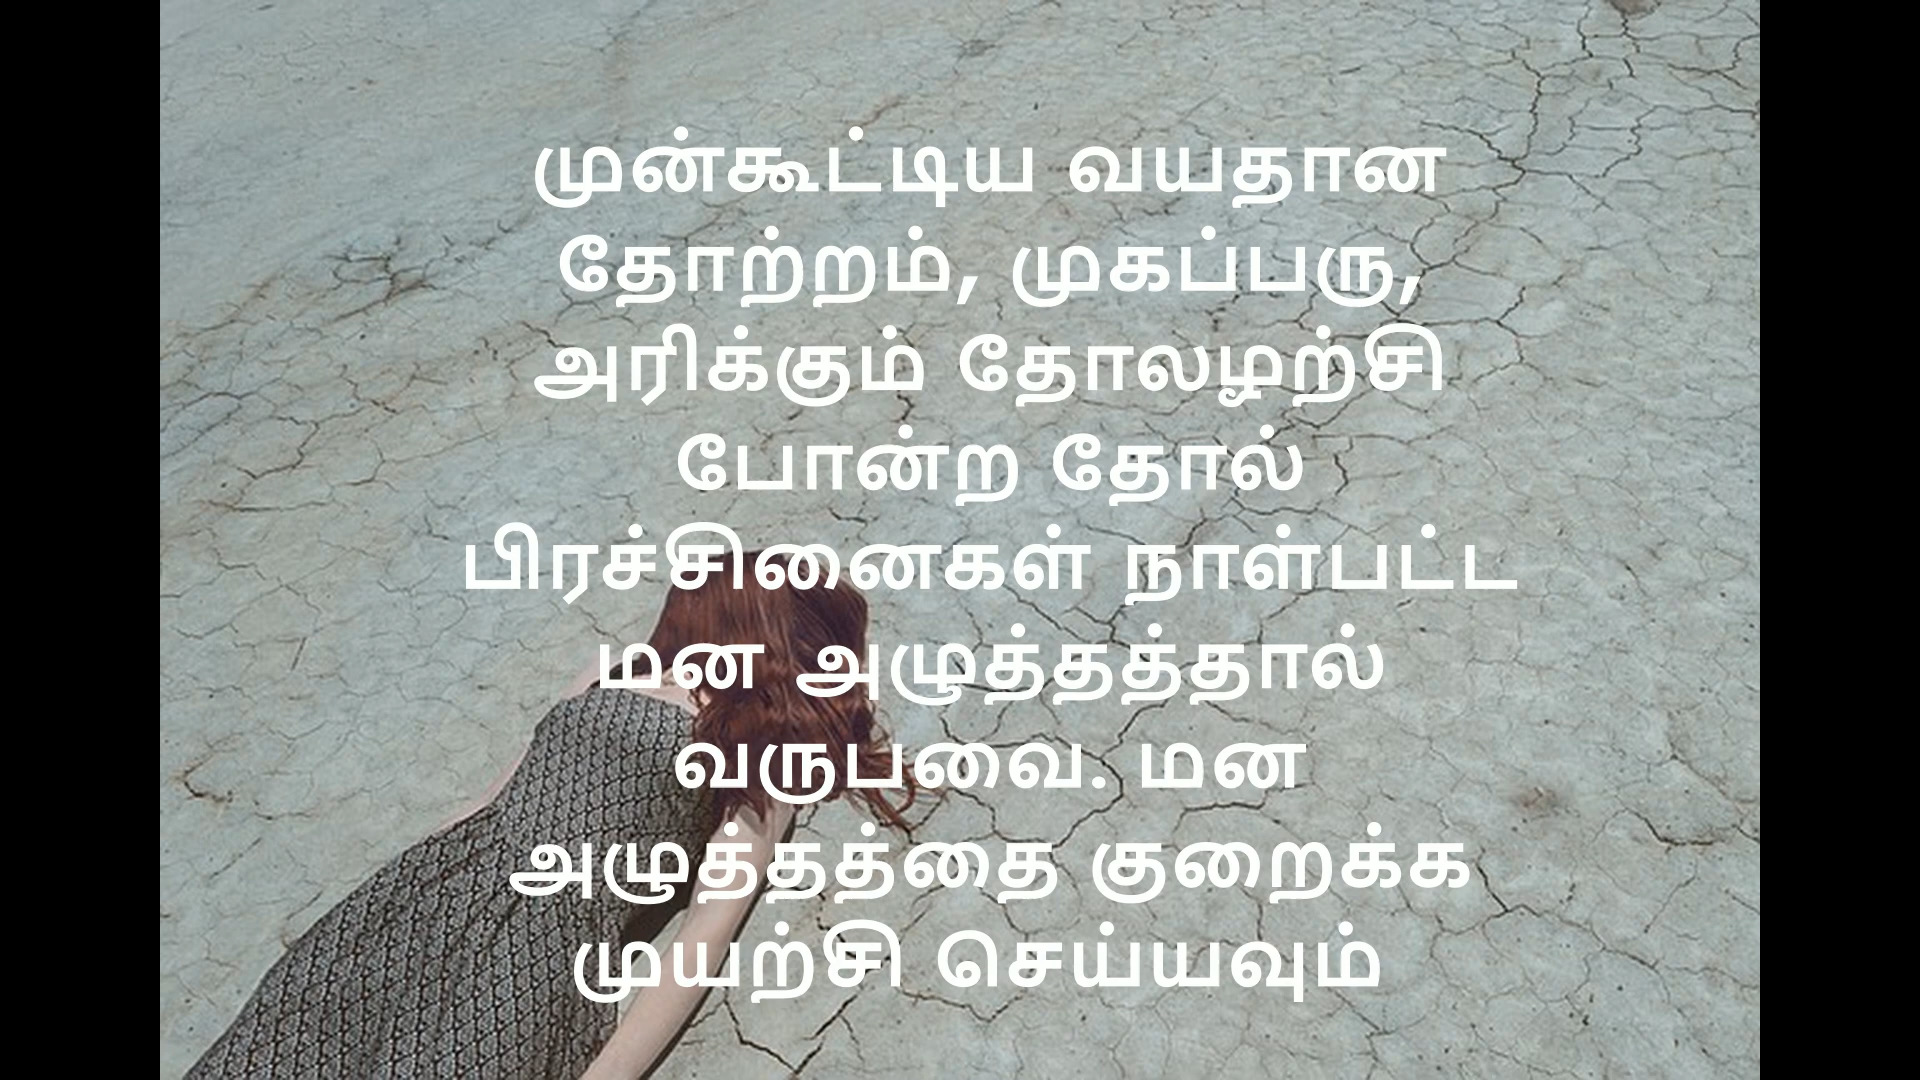 முன்கூட்டிய வயதான
தோற்றம், முகப்பரு,
அரிக்கும் தோலழற்சி
போன்ற தோல்
பிரச்சினைகள் நாள்பட்ட
மன அழுத்தத்தால்
வருபவை. மன
அழுத்தத்தை குறைக்க
முயற்சி செய்யவும்